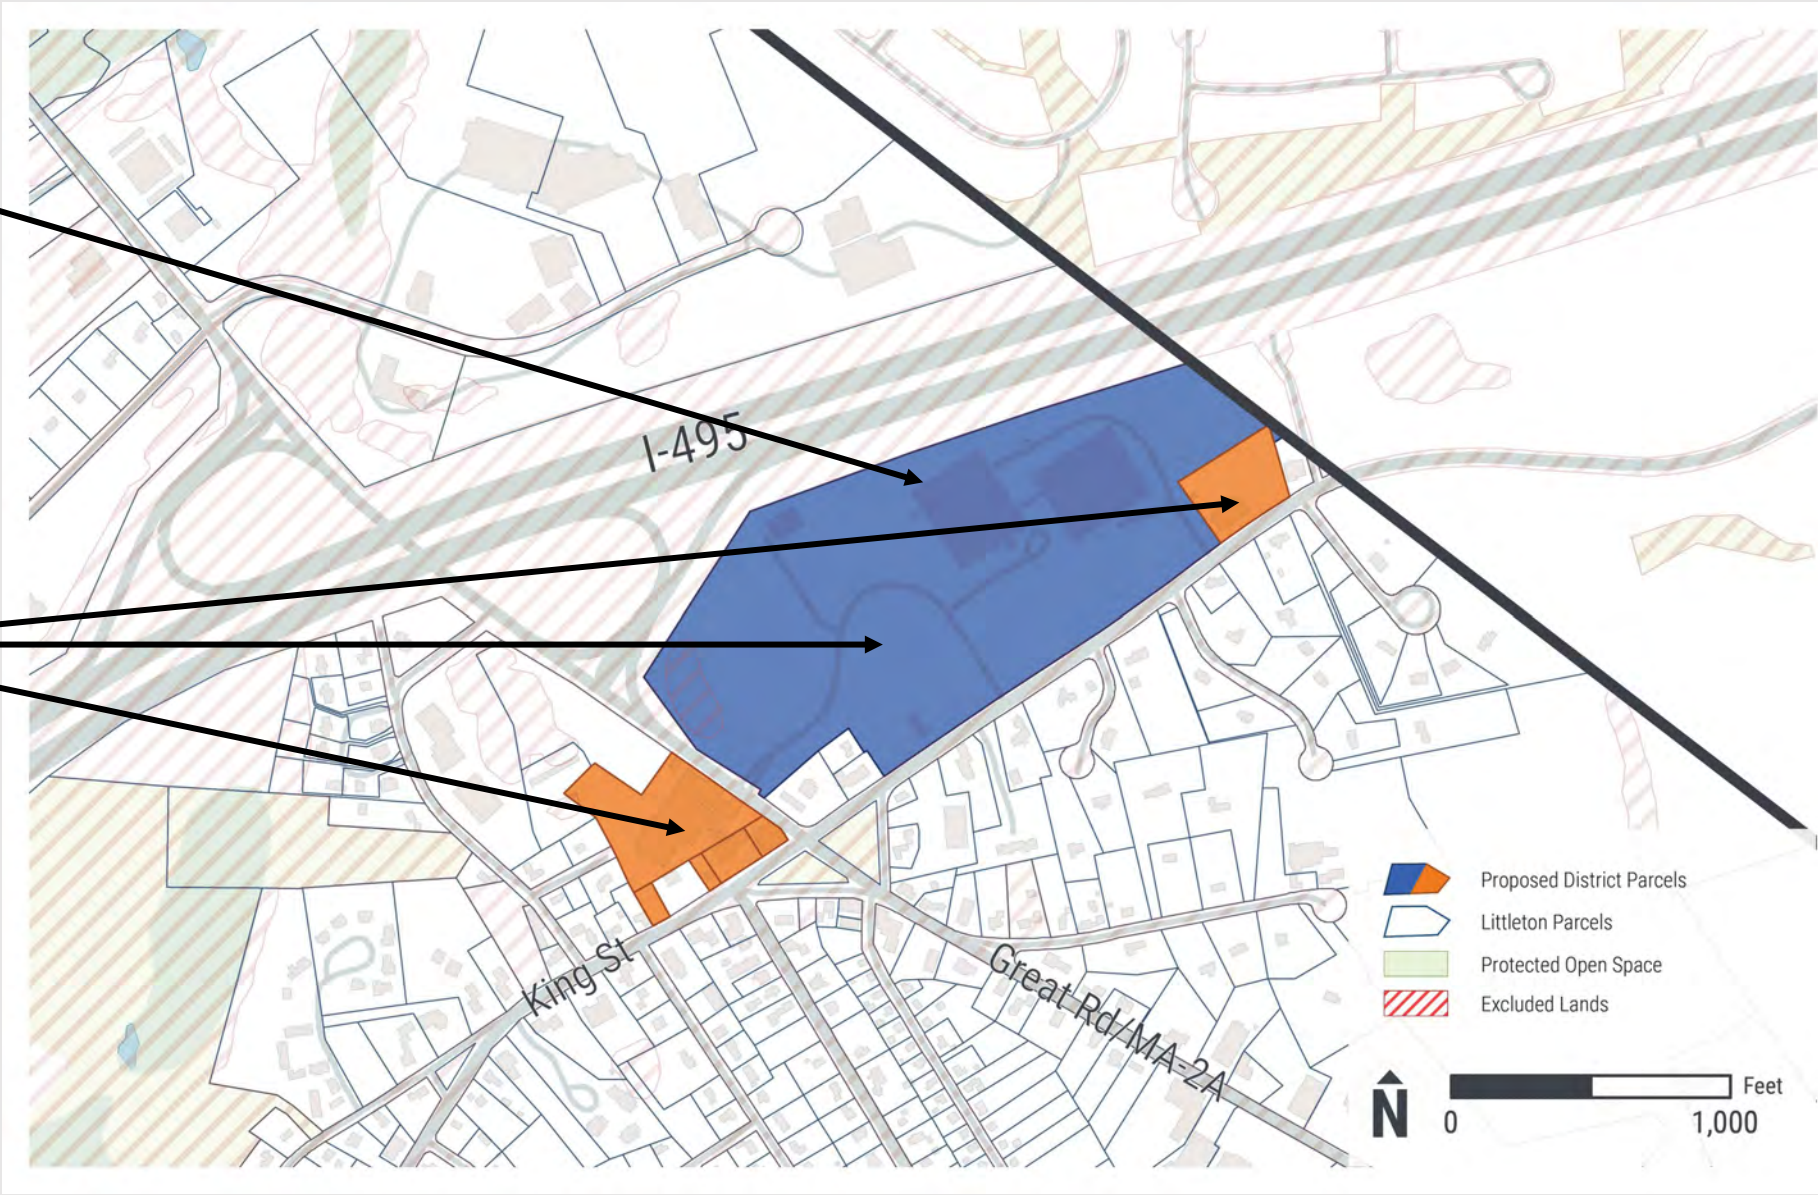 I-495
King St
Great Rd/MA-2A
Proposed District Parcels
Littleton Parcels
Protected Open Space
Excluded Lands
N
Feet
0
1,000